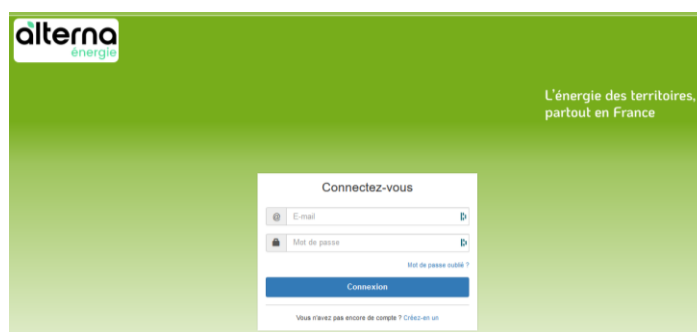 alterna
énergie
L'énergie des territoires,
partout en France
Connectez-vous
@ E-mail
Mot de passe
Mot de passe oublié ?
Connexion
Vous n'avez pas encore de compte ? Créez-en un